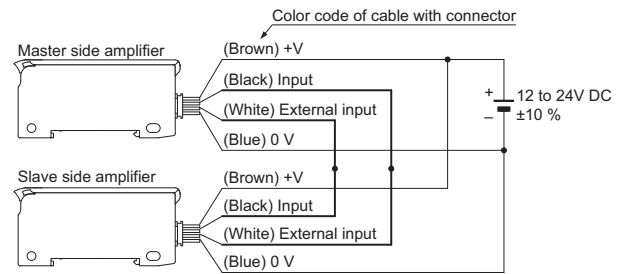 Color code of cable with connector
Master side amplifier
(Brown) +V
(Black) Input
(White) External input
(Blue) 0 V
+
–
12 to 24V DC
±10 %
Slave side amplifier
(Brown) +V
(Black) Input
(White) External input
(Blue) 0 V